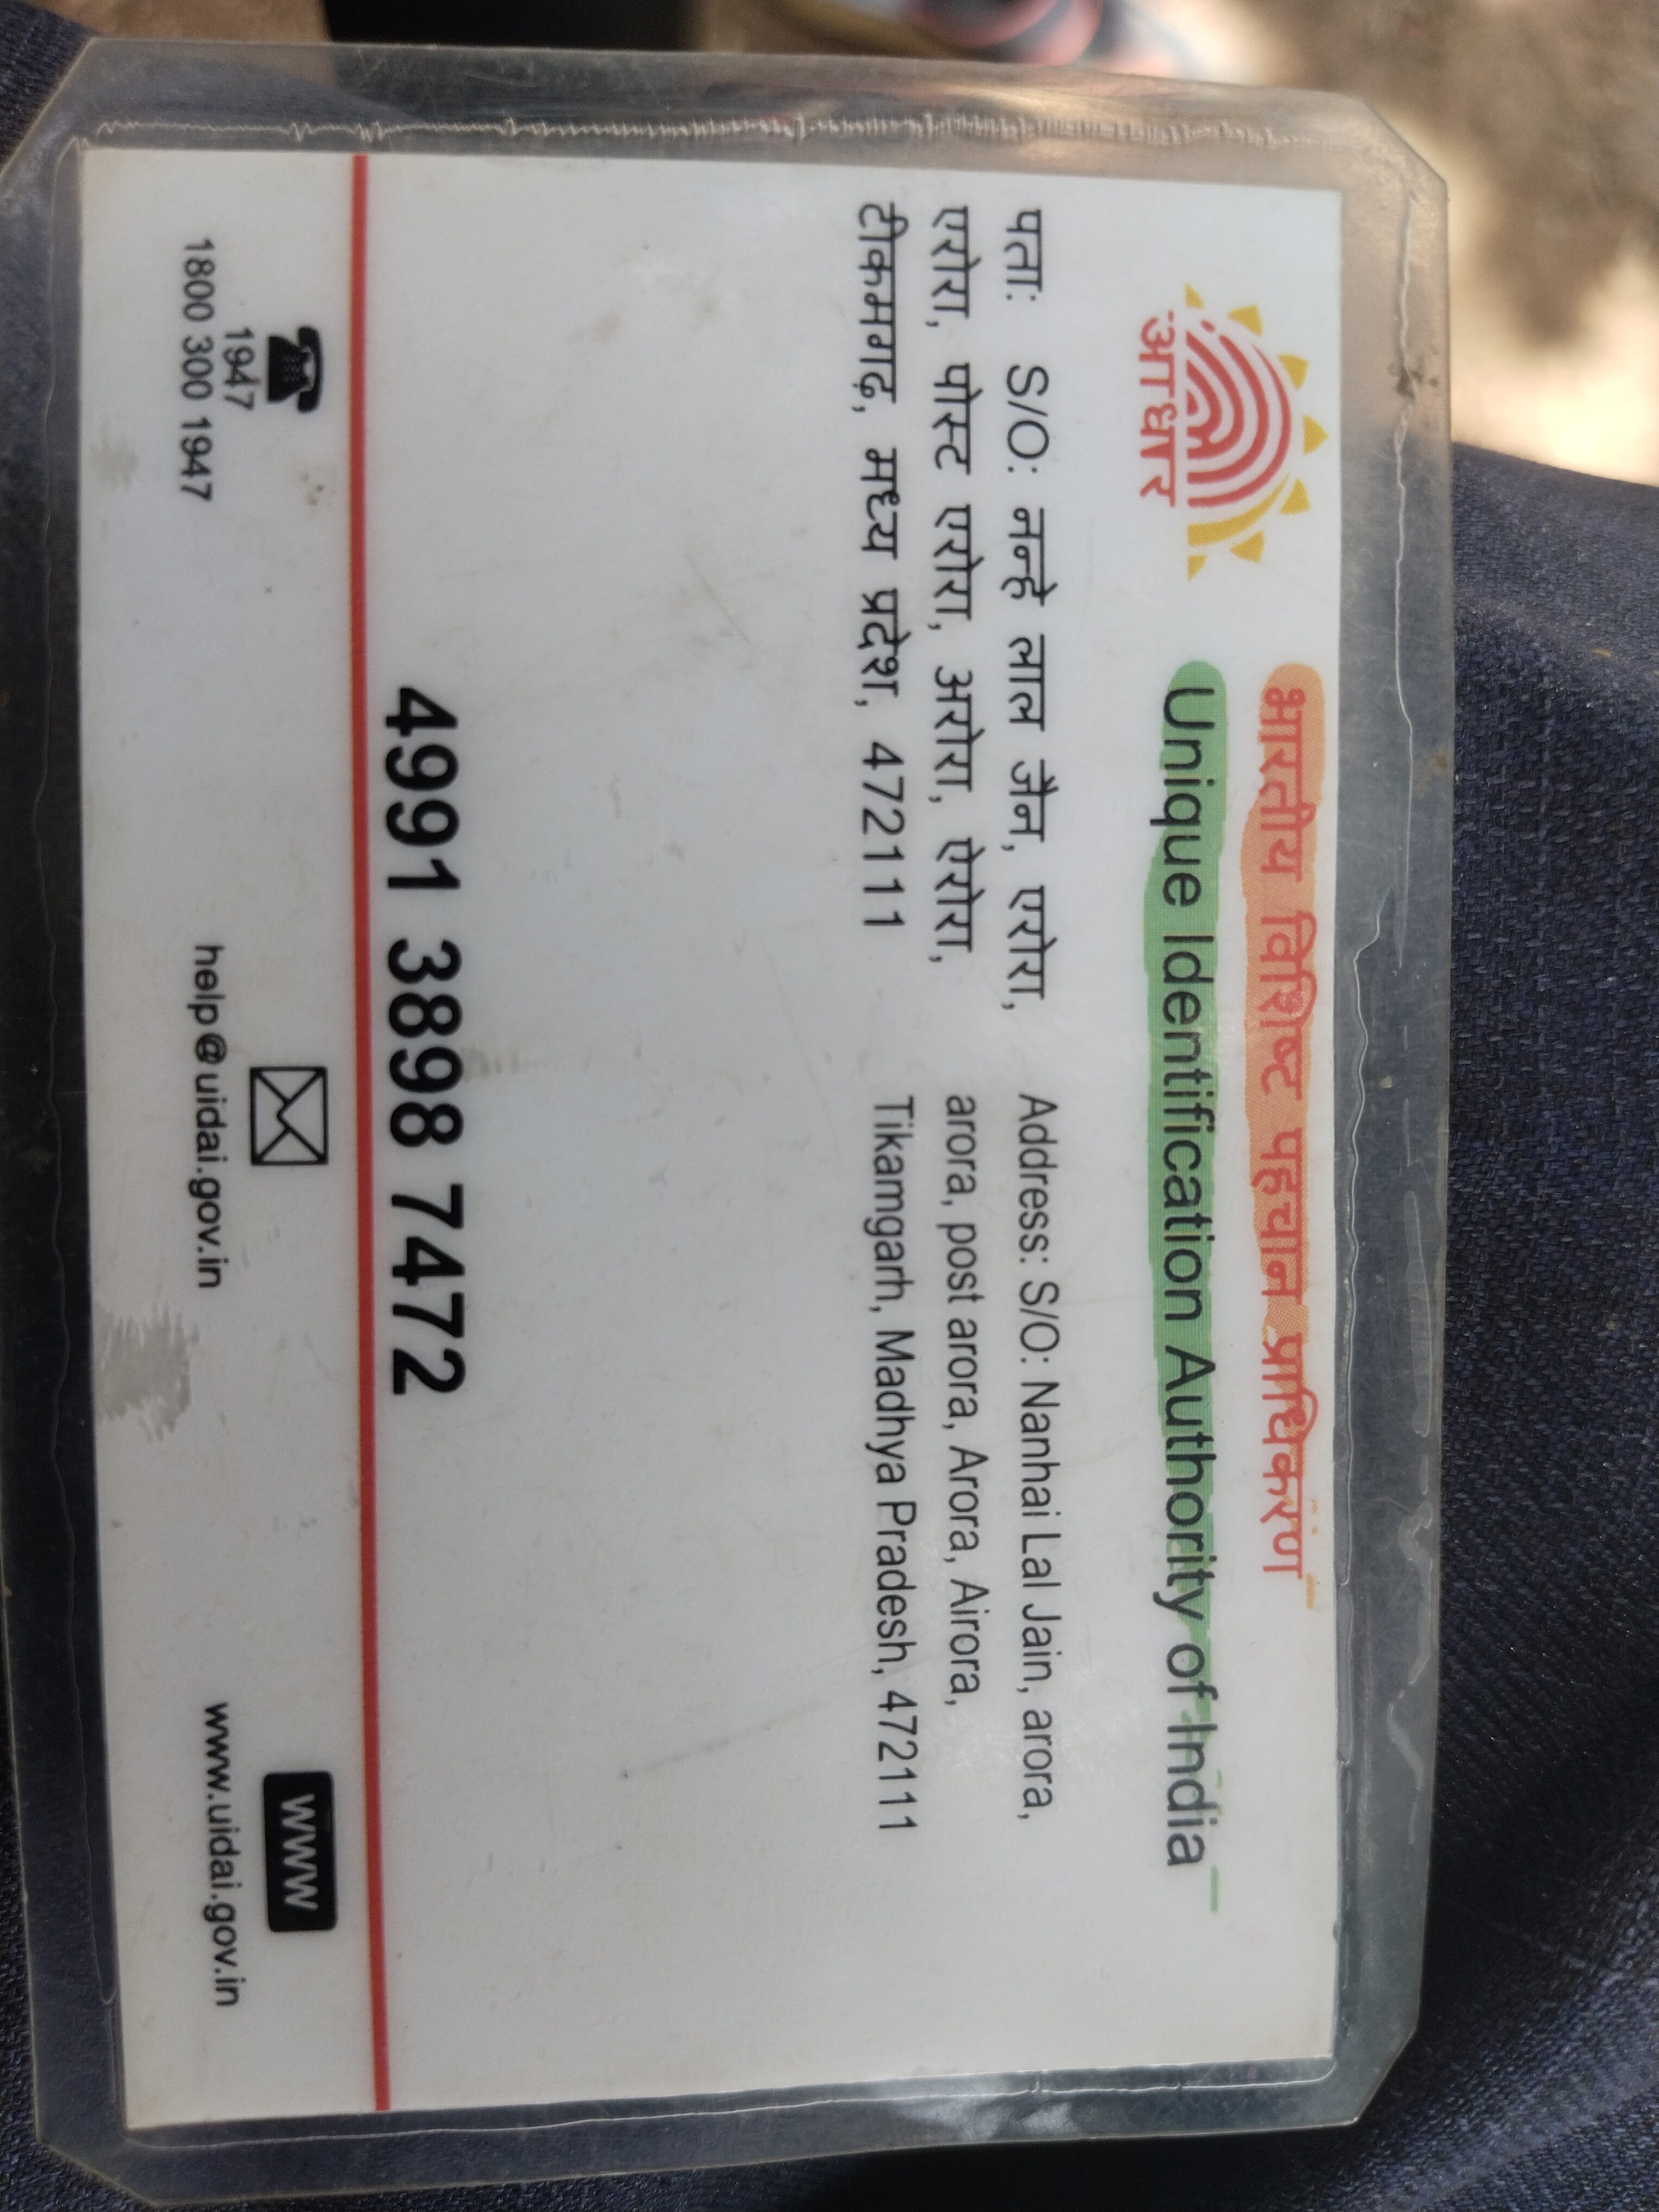 भारतीय विशिष्ट पहचान प्राधिकरण
Unique Identification Authority of India
आधार
पताः S/O: नन्हे लाल जैन, एरोरा,
एरोरा, पोस्ट एरोरा, अरोरा, ऐरोरा,
टीकमगढ़, मध्य प्रदेश, 472111
Address: S/O: Nanhai Lal Jain, arora,
arora, post arora, Arora, Airora,
Tikamgarh, Madhya Pradesh, 472111
4991 3898 7472
1947
1800 300 1947
help@uidai.gov.in
www
www.uidai.gov.in